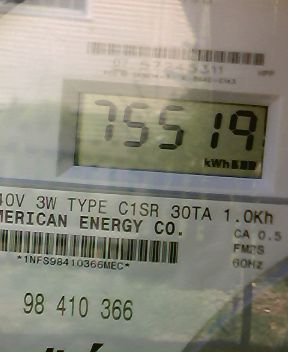 75519
kWh
40V 3W TYPE C1SR 30TA 1.0Kh
MERICAN ENERGY CO.
CA 0.5
FM2S
60Hz
*1NFS98410366MEC*
98 410 366